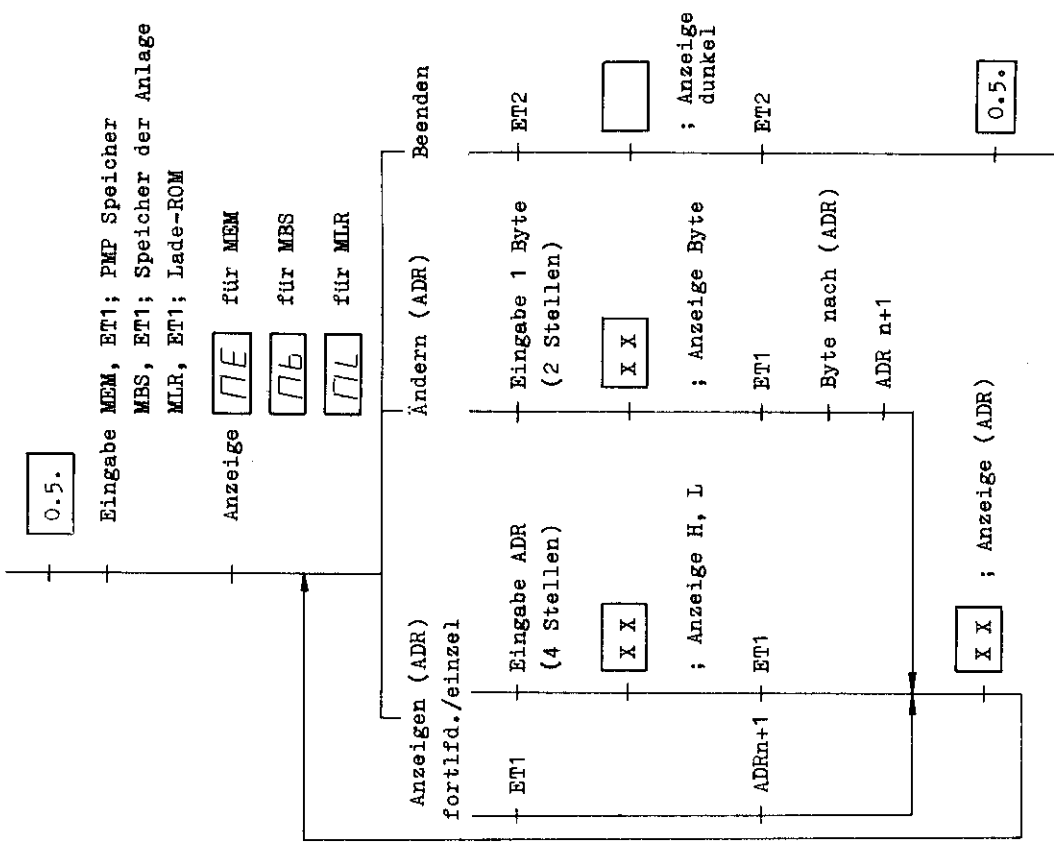 0.5.
Eingabe MEM, ET1; PMP Speicher
MBS, ET1; Speicher der Anlage
MLR, ET1; Lade-ROM
Anzeige ПE für MEM
Пb für MBS
ПL für MLR
Anzeigen (ADR)
fortlfd./einzel
ET1
ADRn+1
Eingabe ADR
(4 Stellen)
X X
; Anzeige H, L
ET1
X X ; Anzeige (ADR)
Ändern (ADR)
Eingabe 1 Byte
(2 Stellen)
X X
; Anzeige Byte
ET1
Byte nach (ADR)
ADR n+1
Beenden
ET2
; Anzeige
dunkel
ET2
0.5.